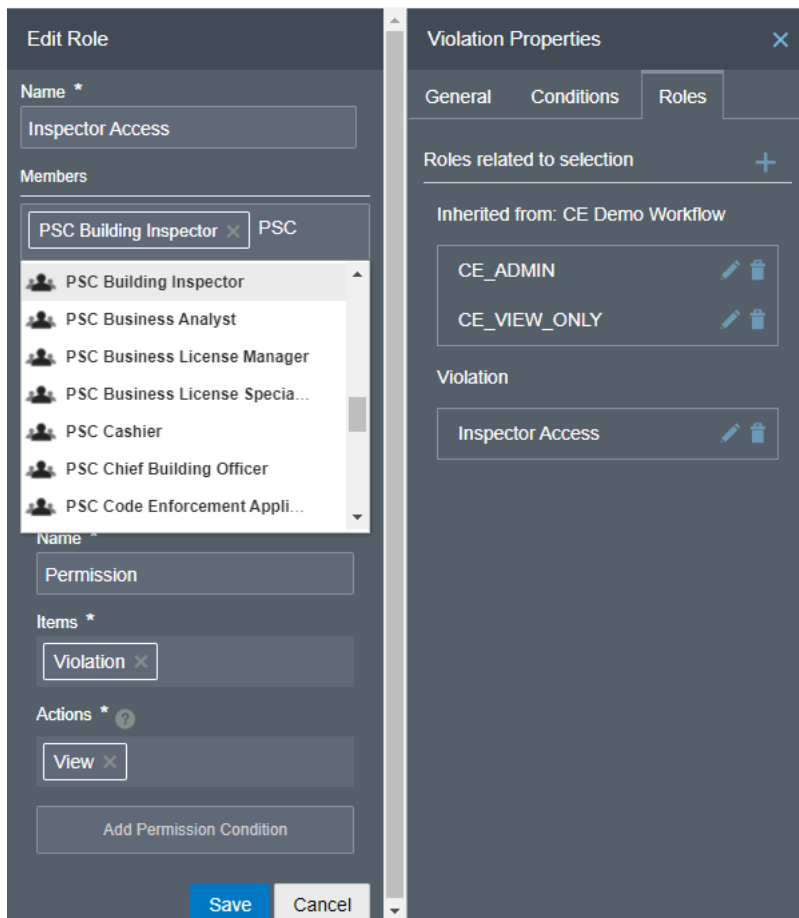 Edit Role
Name *
Inspector Access
Members
PSC Building Inspector × PSC
PSC Building Inspector
PSC Business Analyst
PSC Business License Manager
PSC Business License Specia...
PSC Cashier
PSC Chief Building Officer
PSC Code Enforcement Appli...
Name *
Permission
Items *
Violation ×
Actions * ?
View ×
Add Permission Condition
Save Cancel
Violation Properties ×
General Conditions Roles
Roles related to selection +
Inherited from: CE Demo Workflow
CE_ADMIN
CE_VIEW_ONLY
Violation
Inspector Access